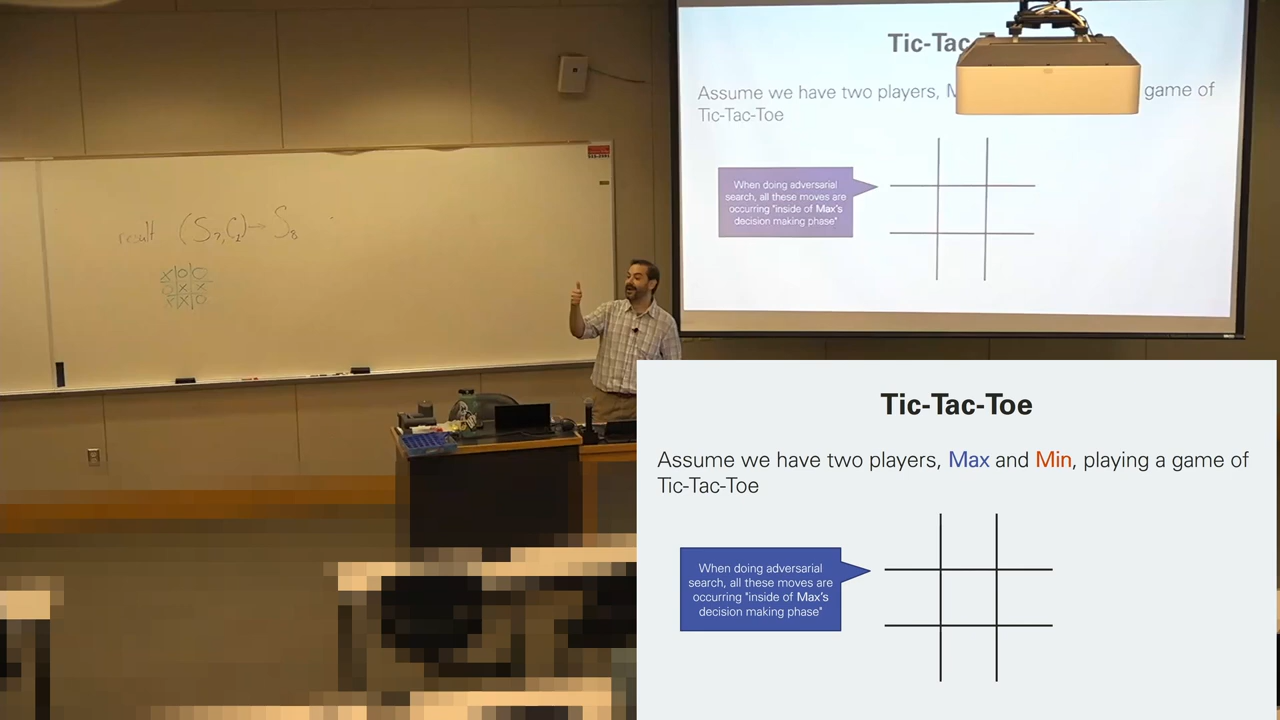 result (S7, C1) → S8
X|O|O
O|X|X
X|X|O
Tic-Tac-T
Assume we have two players, M game of
Tic-Tac-Toe
When doing adversarial
search, all these moves are
occurring "inside of Max's
decision making phase"
Tic-Tac-Toe
Assume we have two players, Max and Min, playing a game of
Tic-Tac-Toe
When doing adversarial
search, all these moves are
occurring "inside of Max's
decision making phase"